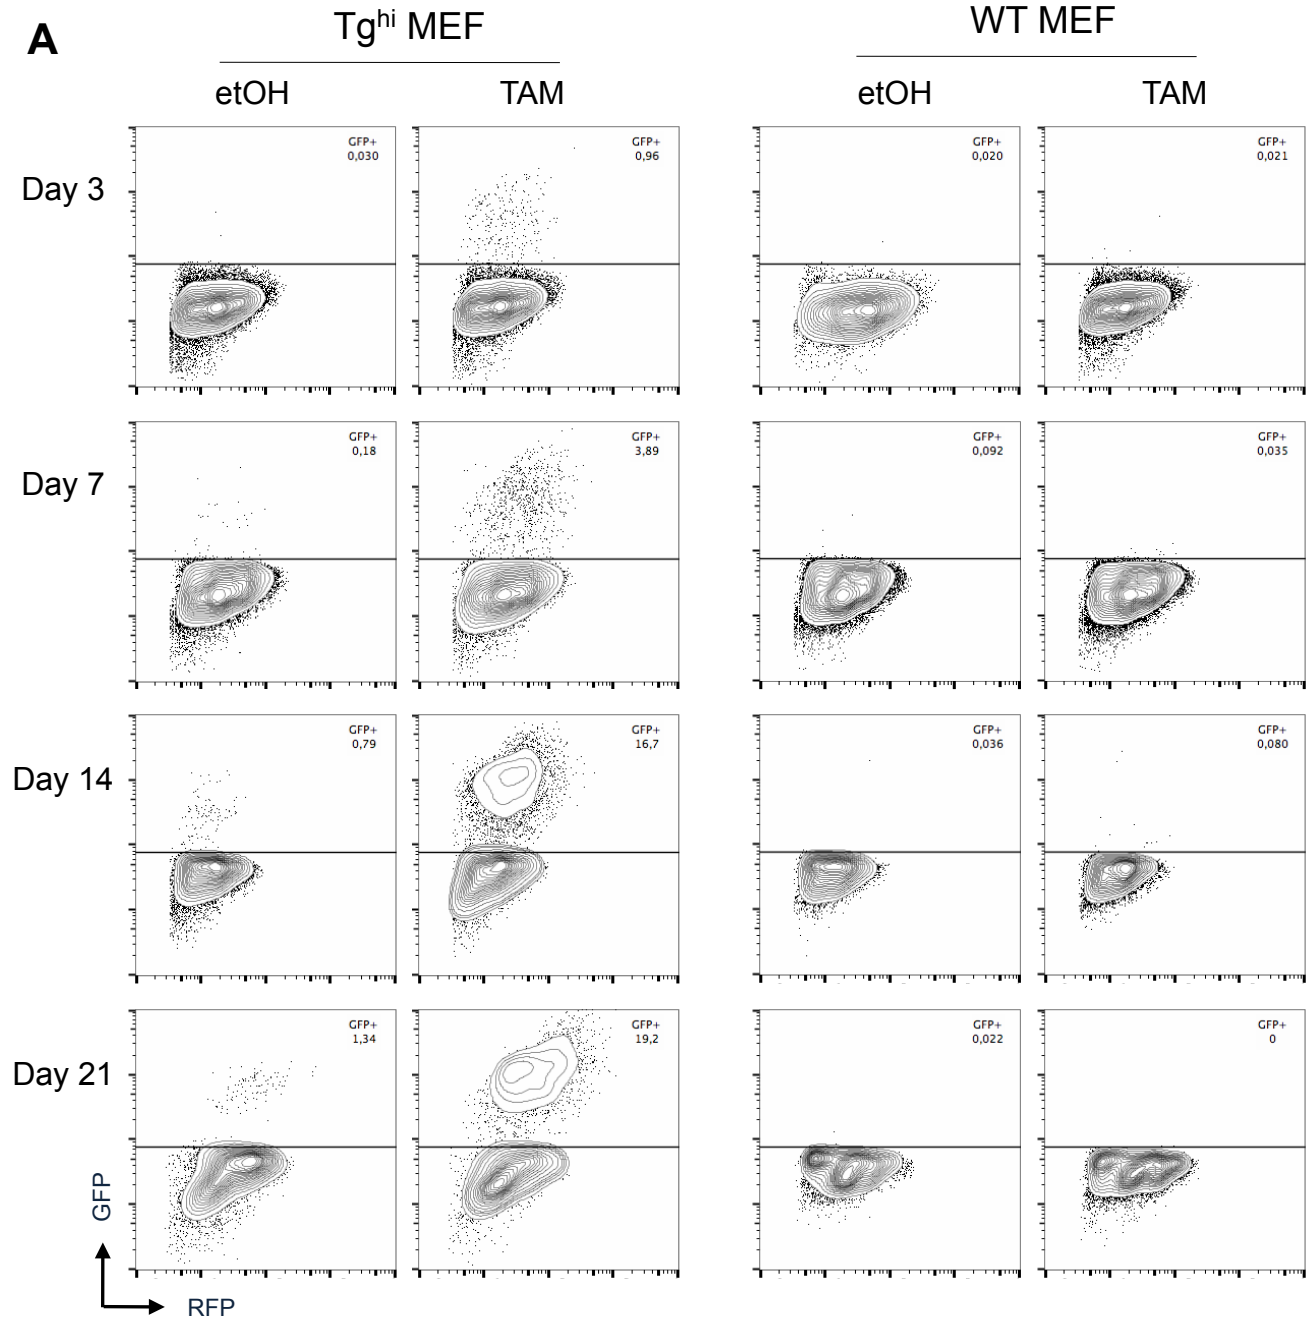 A
Tg^hi MEF
WT MEF
etOH
TAM
etOH
TAM
Day 3
GFP+
0,030
GFP+
0,96
GFP+
0,020
GFP+
0,021
Day 7
GFP+
0,18
GFP+
3,89
GFP+
0,092
GFP+
0,035
Day 14
GFP+
0,79
GFP+
16,7
GFP+
0,036
GFP+
0,080
Day 21
GFP+
1,34
GFP+
19,2
GFP+
0,022
GFP+
0
GFP
RFP